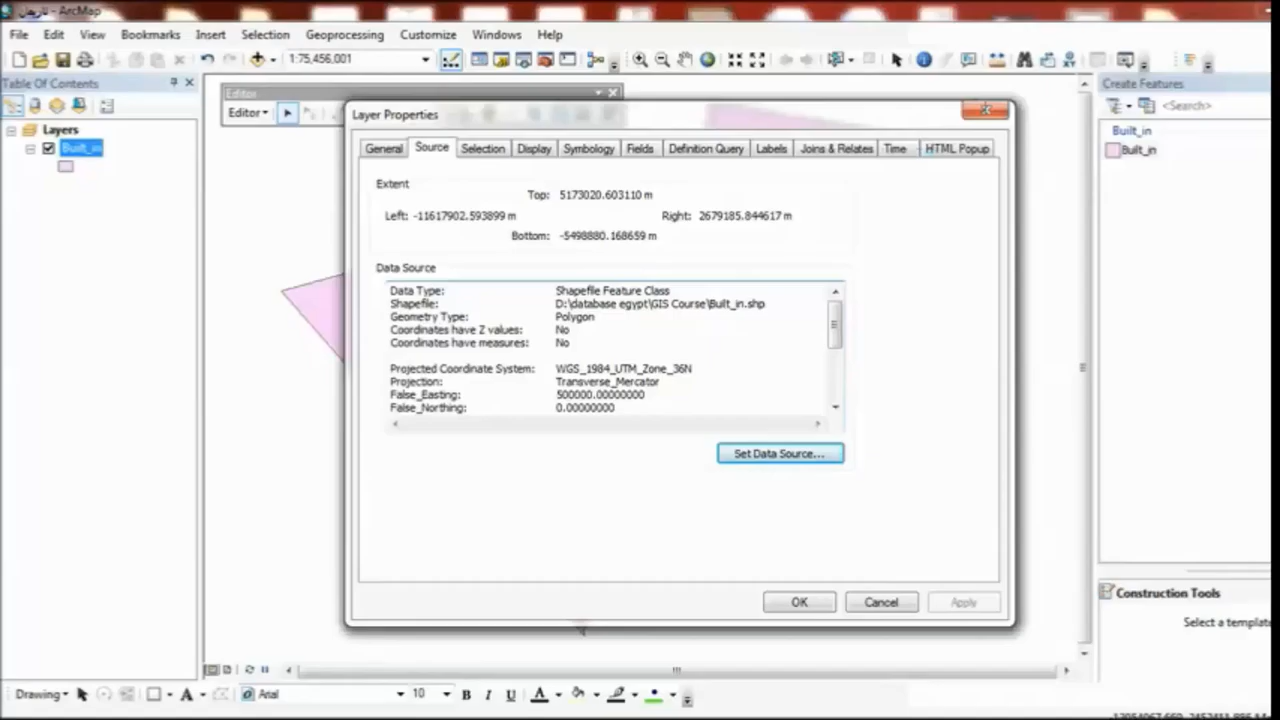 - ArcMap
File Edit View Bookmarks Insert Selection Geoprocessing Customize Windows Help
1:75,456,001
Table Of Contents
Layers
Built_in
Editor
Editor
Layer Properties
General Source Selection Display Symbology Fields Definition Query Labels Joins & Relates Time HTML Popup
Extent
Top: 5173020.603110 m
Left: -11617902.593899 m Right: 2679185.844617 m
Bottom: -5498880.168659 m
Data Source
Data Type: Shapefile Feature Class
Shapefile: D:\database egypt\GIS Course\Built_in.shp
Geometry Type: Polygon
Coordinates have Z values: No
Coordinates have measures: No
Projected Coordinate System: WGS_1984_UTM_Zone_36N
Projection: Transverse_Mercator
False_Easting: 500000.00000000
False_Northing: 0.00000000
Set Data Source...
OK Cancel Apply
Create Features
<Search>
Built_in
Built_in
Construction Tools
Select a template
Drawing Arial 10 B I U A